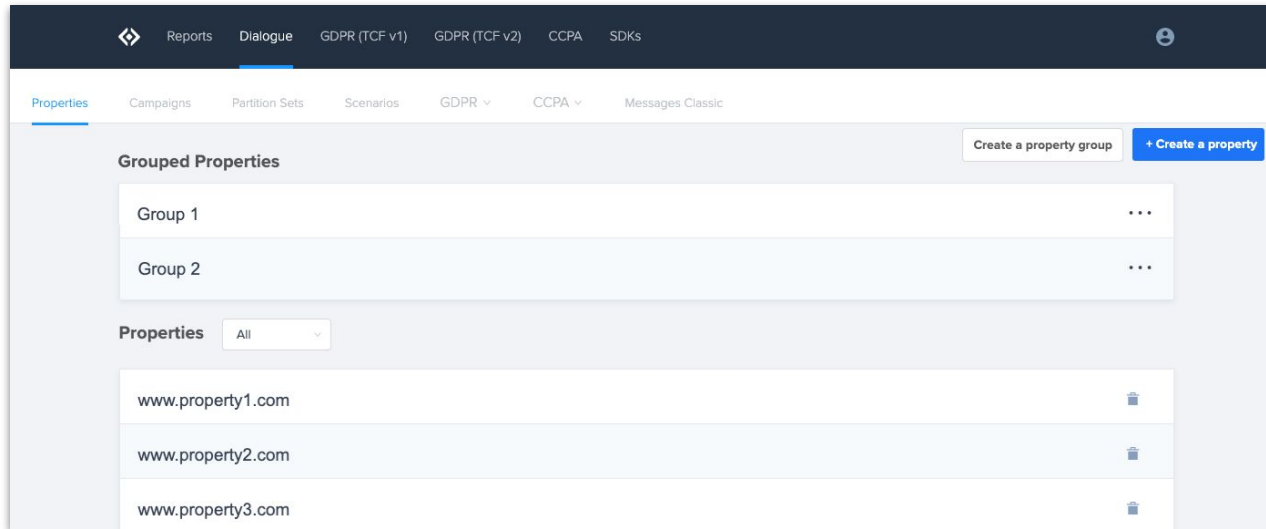 Reports Dialogue GDPR (TCF v1) GDPR (TCF v2) CCPA SDKs
Properties Campaigns Partition Sets Scenarios GDPR CCPA Messages Classic
Create a property group + Create a property
Grouped Properties
Group 1
Group 2
Properties All
www.property1.com
www.property2.com
www.property3.com